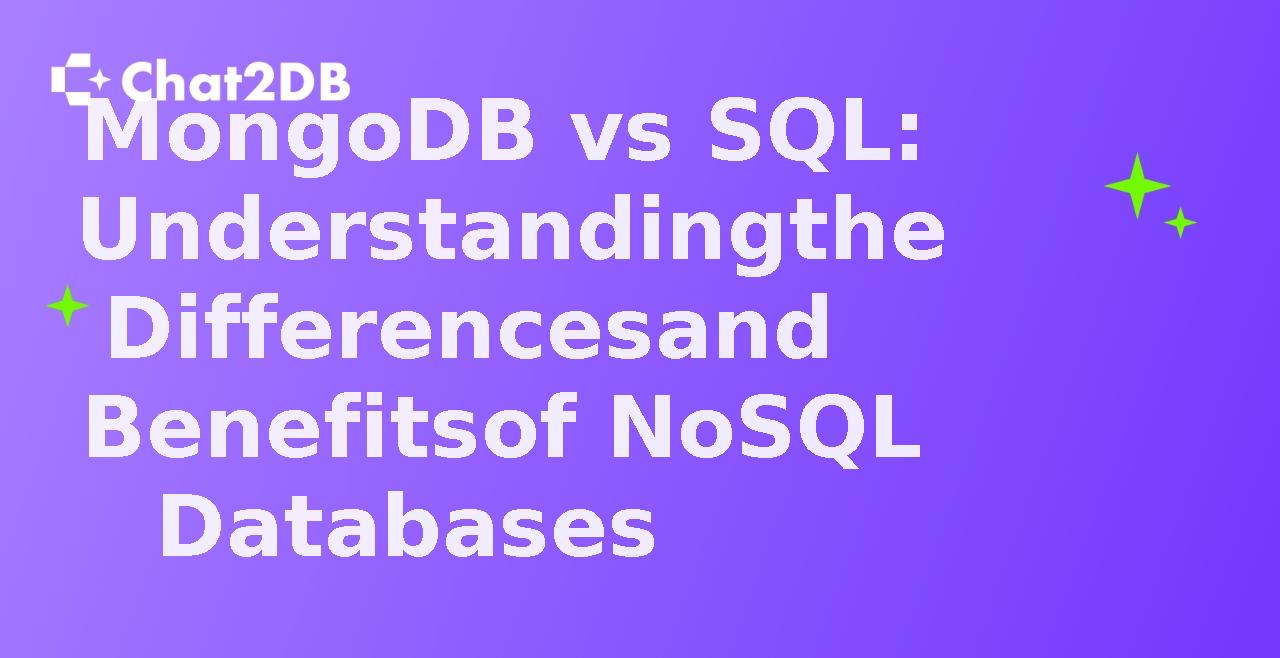 Chat2DB
MongoDB vs SQL:
Understandingthe
Differencesand
Benefitsof NoSQL
Databases